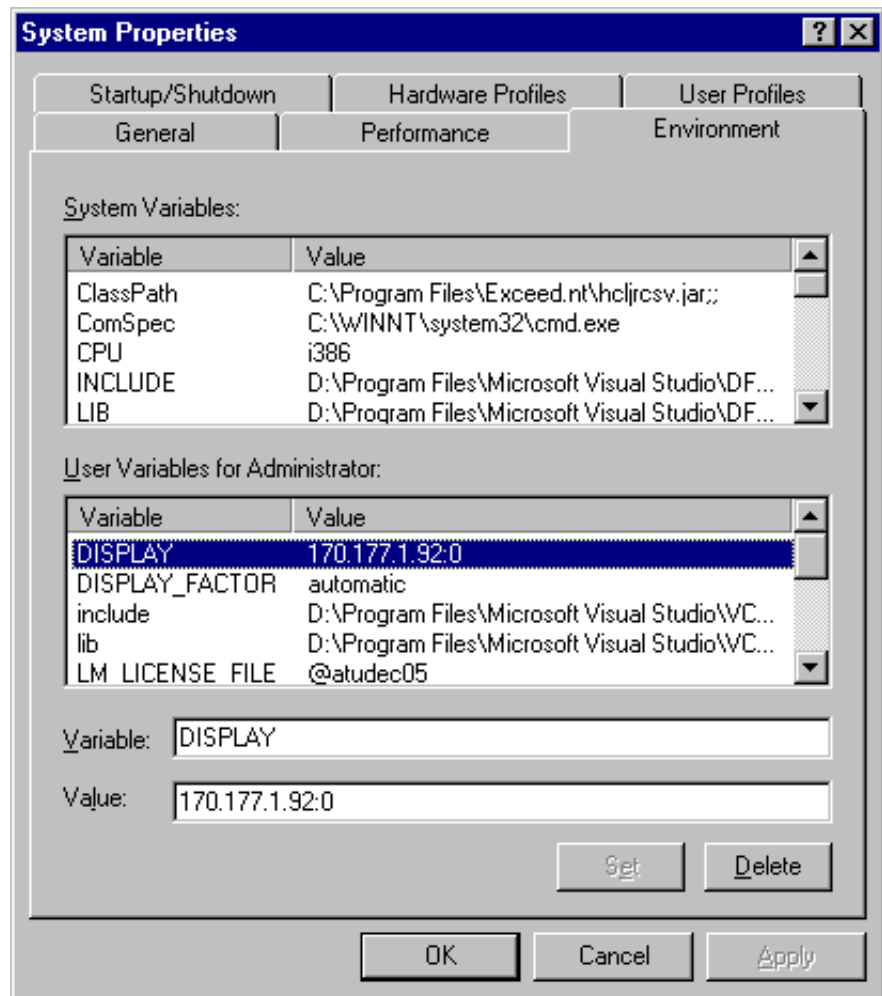 System Properties
Startup/Shutdown Hardware Profiles User Profiles
General Performance Environment
System Variables:
Variable Value
ClassPath C:\Program Files\Exceed.nt\hcljrcsv.jar;;
ComSpec C:\WINNT\system32\cmd.exe
CPU i386
INCLUDE D:\Program Files\Microsoft Visual Studio\DF...
LIB D:\Program Files\Microsoft Visual Studio\DF...
User Variables for Administrator:
Variable Value
DISPLAY 170.177.1.92:0
DISPLAY_FACTOR automatic
include D:\Program Files\Microsoft Visual Studio\VC...
lib D:\Program Files\Microsoft Visual Studio\VC...
LM_LICENSE_FILE @atudec05
Variable: DISPLAY
Value: 170.177.1.92:0
Set Delete
OK Cancel Apply